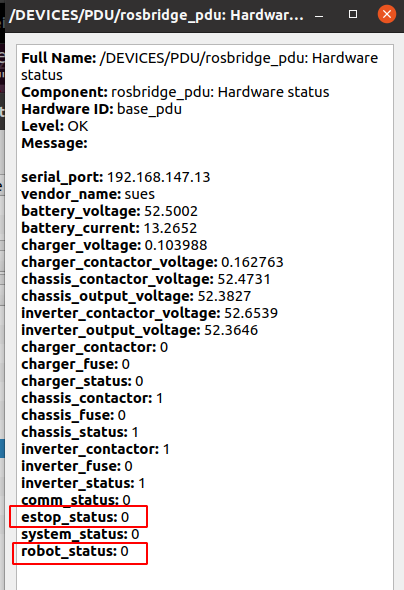 /DEVICES/PDU/rosbridge_pdu: Hardwar...
Full Name: /DEVICES/PDU/rosbridge_pdu: Hardware
status
Component: rosbridge_pdu: Hardware status
Hardware ID: base_pdu
Level: OK
Message:
serial_port: 192.168.147.13
vendor_name: sues
battery_voltage: 52.5002
battery_current: 13.2652
charger_voltage: 0.103988
charger_contactor_voltage: 0.162763
chassis_contactor_voltage: 52.4731
chassis_output_voltage: 52.3827
inverter_contactor_voltage: 52.6539
inverter_output_voltage: 52.3646
charger_contactor: 0
charger_fuse: 0
charger_status: 0
chassis_contactor: 1
chassis_fuse: 0
chassis_status: 1
inverter_contactor: 1
inverter_fuse: 0
inverter_status: 1
comm_status: 0
estop_status: 0
system_status: 0
robot_status: 0